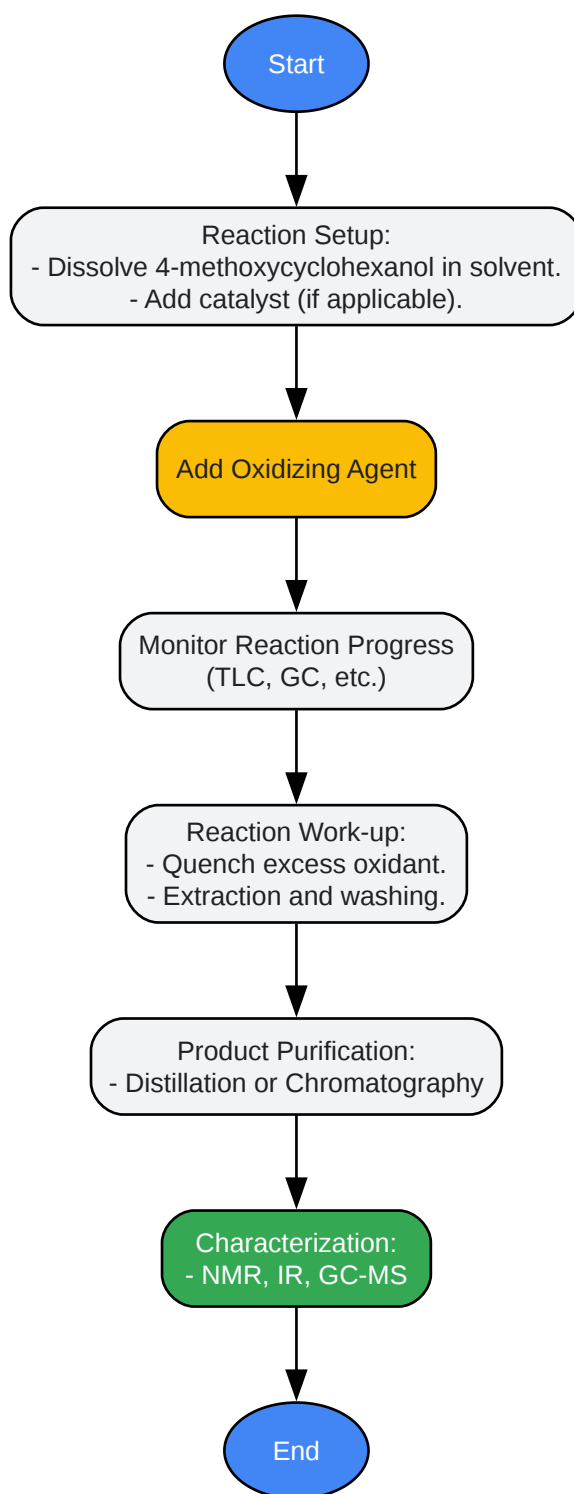 Start
Reaction Setup:
- Dissolve 4-methoxycyclohexanol in solvent.
- Add catalyst (if applicable).
Add Oxidizing Agent
Monitor Reaction Progress
(TLC, GC, etc.)
Reaction Work-up:
- Quench excess oxidant.
- Extraction and washing.
Product Purification:
- Distillation or Chromatography
Characterization:
- NMR, IR, GC-MS
End